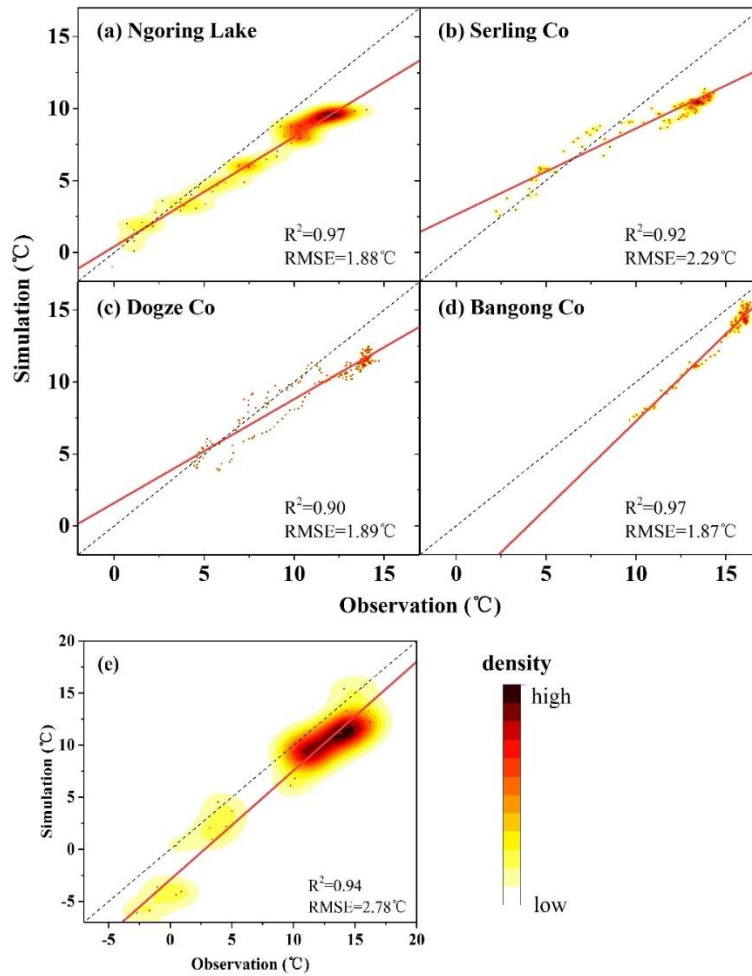 (a) Ngoring Lake
15
10
5
0
R²=0.97
RMSE=1.88℃
(b) Serling Co
R²=0.92
RMSE=2.29℃
Simulation (℃)
(c) Dogze Co
15
10
5
0
R²=0.90
RMSE=1.89℃
0 5 10 15
(d) Bangong Co
R²=0.97
RMSE=1.87℃
0 5 10 15
Observation (℃)
(e)
20
15
10
5
0
-5
Simulation (℃)
R²=0.94
RMSE=2.78℃
-5 0 5 10 15 20
Observation (℃)
density
high
low